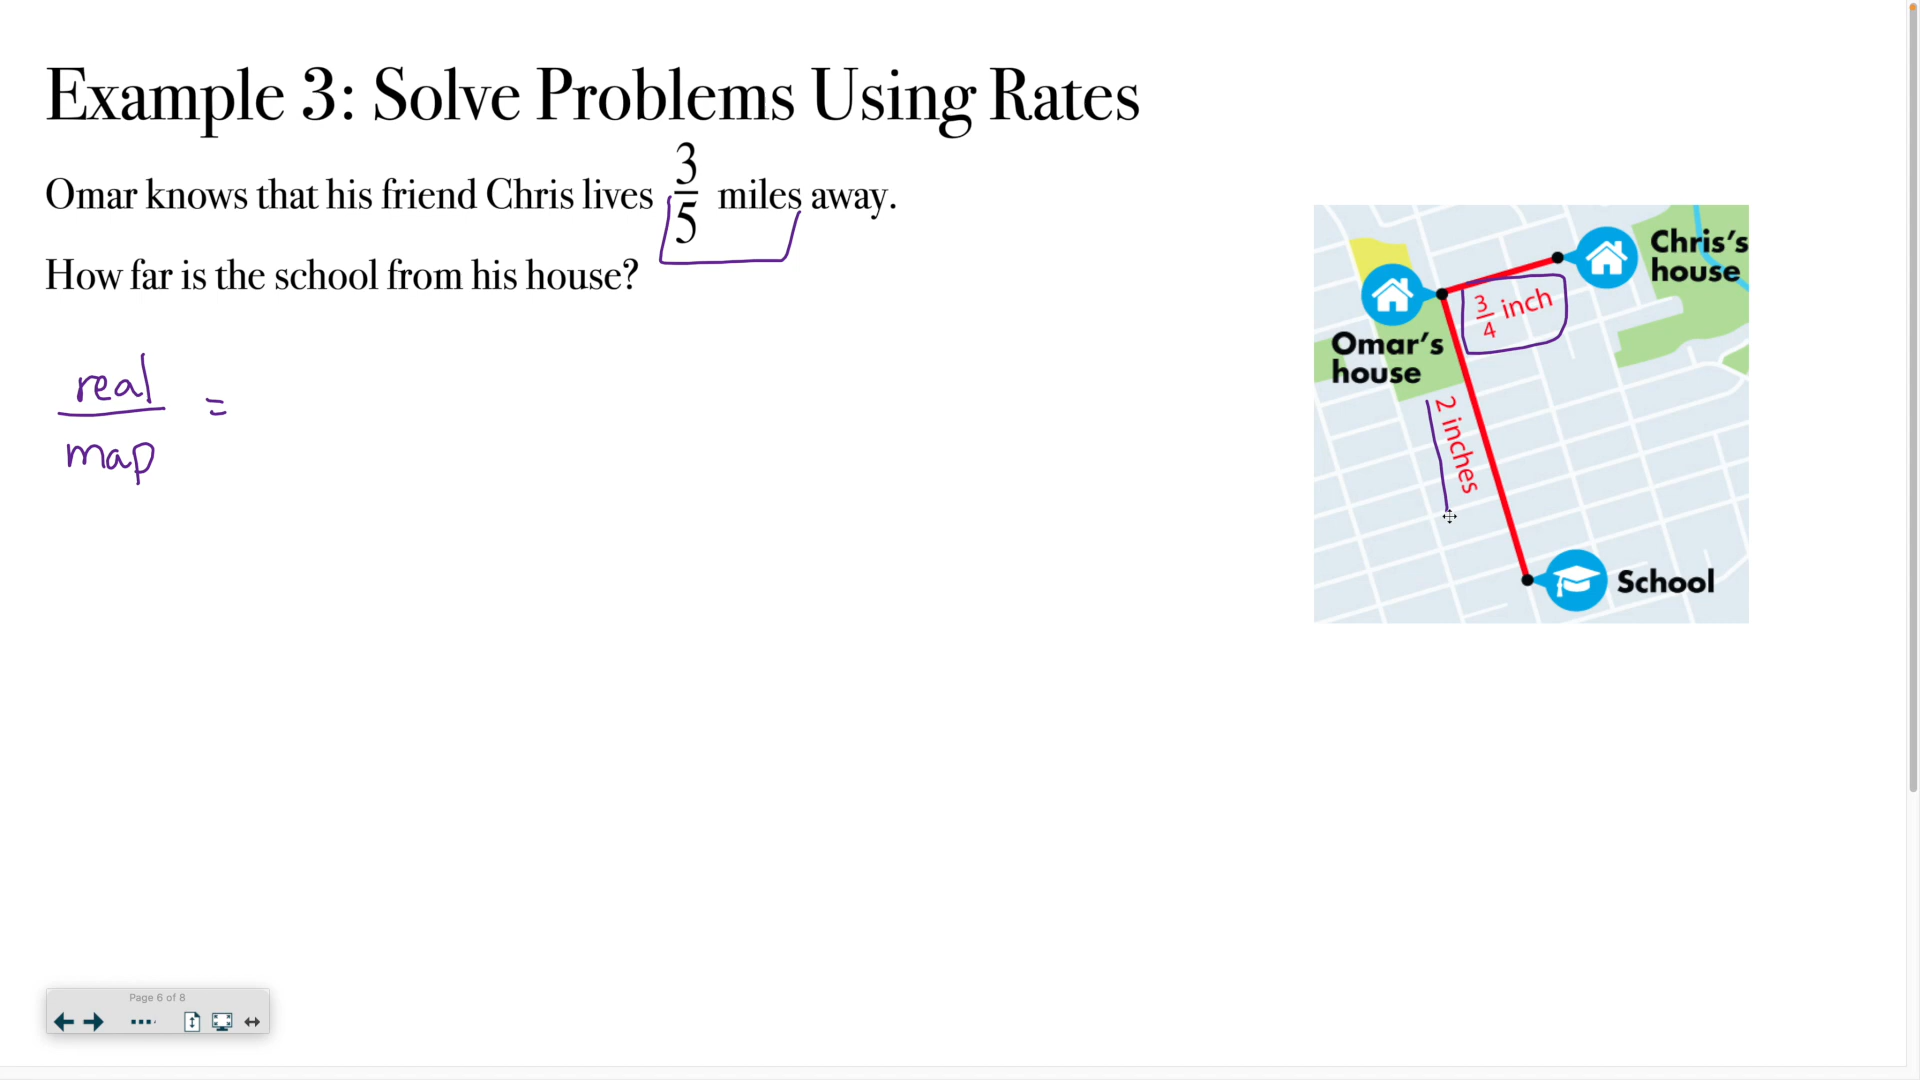 Example 3: Solve Problems Using Rates
Omar knows that his friend Chris lives 3/5 miles away.
How far is the school from his house?
real/map =
Chris's
house
3/4 inch
Omar's
house
2 inches
School
Page 6 of 8